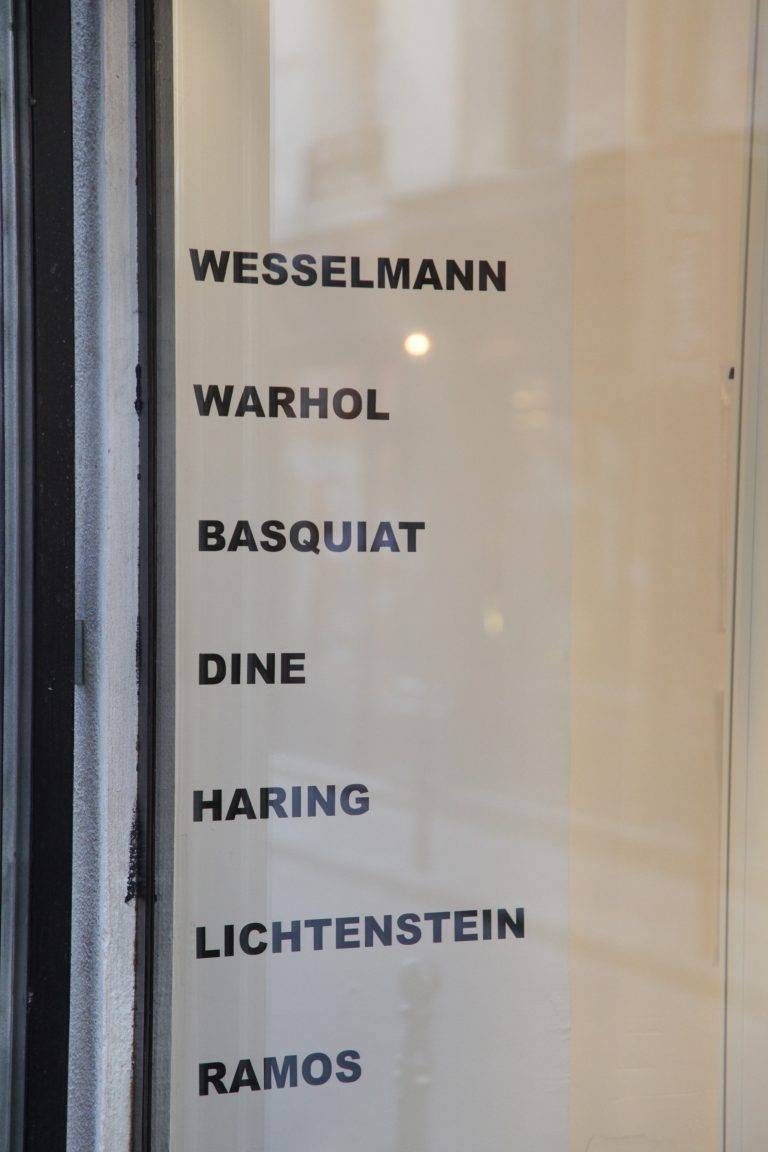 WESSELMANN
WARHOL
BASQUIAT
DINE
HARING
LICHTENSTEIN
RAMOS